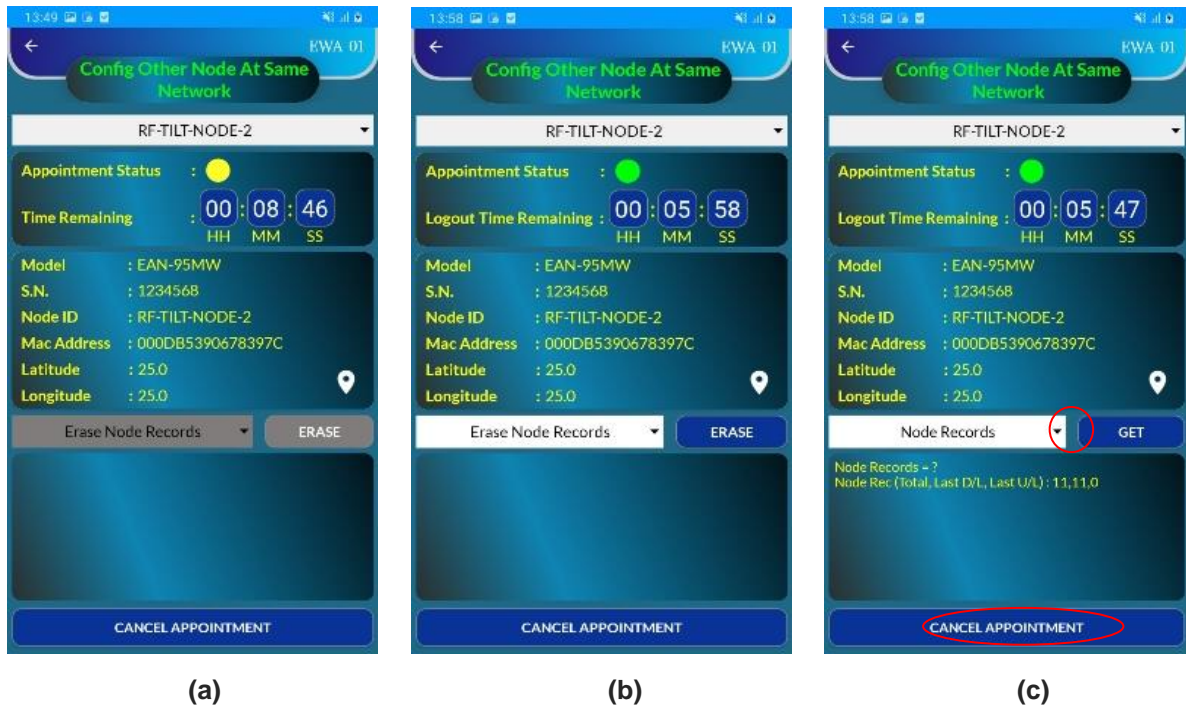 13:49
EWA 01
Config Other Node At Same
Network
RF-TILT-NODE-2
Appointment Status :
Time Remaining : 00 : 08 : 46
HH MM SS
Model : EAN-95MW
S.N. : 1234568
Node ID : RF-TILT-NODE-2
Mac Address : 000DB5390678397C
Latitude : 25.0
Longitude : 25.0
Erase Node Records ERASE
CANCEL APPOINTMENT
(a)
13:58
EWA 01
Config Other Node At Same
Network
RF-TILT-NODE-2
Appointment Status :
Logout Time Remaining : 00 : 05 : 58
HH MM SS
Model : EAN-95MW
S.N. : 1234568
Node ID : RF-TILT-NODE-2
Mac Address : 000DB5390678397C
Latitude : 25.0
Longitude : 25.0
Erase Node Records ERASE
CANCEL APPOINTMENT
(b)
13:58
EWA 01
Config Other Node At Same
Network
RF-TILT-NODE-2
Appointment Status :
Logout Time Remaining : 00 : 05 : 47
HH MM SS
Model : EAN-95MW
S.N. : 1234568
Node ID : RF-TILT-NODE-2
Mac Address : 000DB5390678397C
Latitude : 25.0
Longitude : 25.0
Node Records GET
Node Records = ?
Node Rec (Total, Last D/L, Last U/L) : 11,11,0
CANCEL APPOINTMENT
(c)